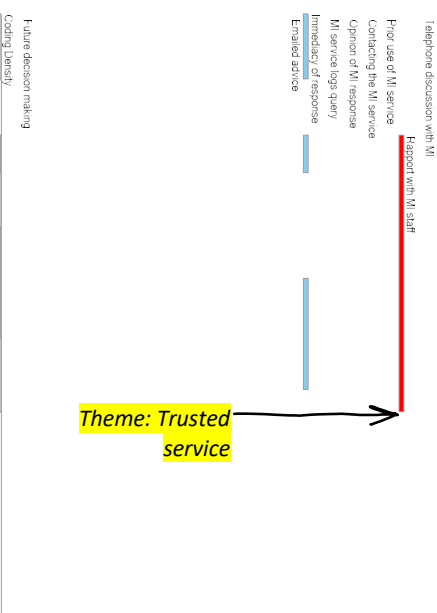 Telephone discussion with MI
Rapport with MI staff
Prior use of MI service
Contacting the MI service
Opinion of MI response
MI service logs query
Immediacy of response
Emailed advice
Future decision making
Coding Density
Theme: Trusted
service